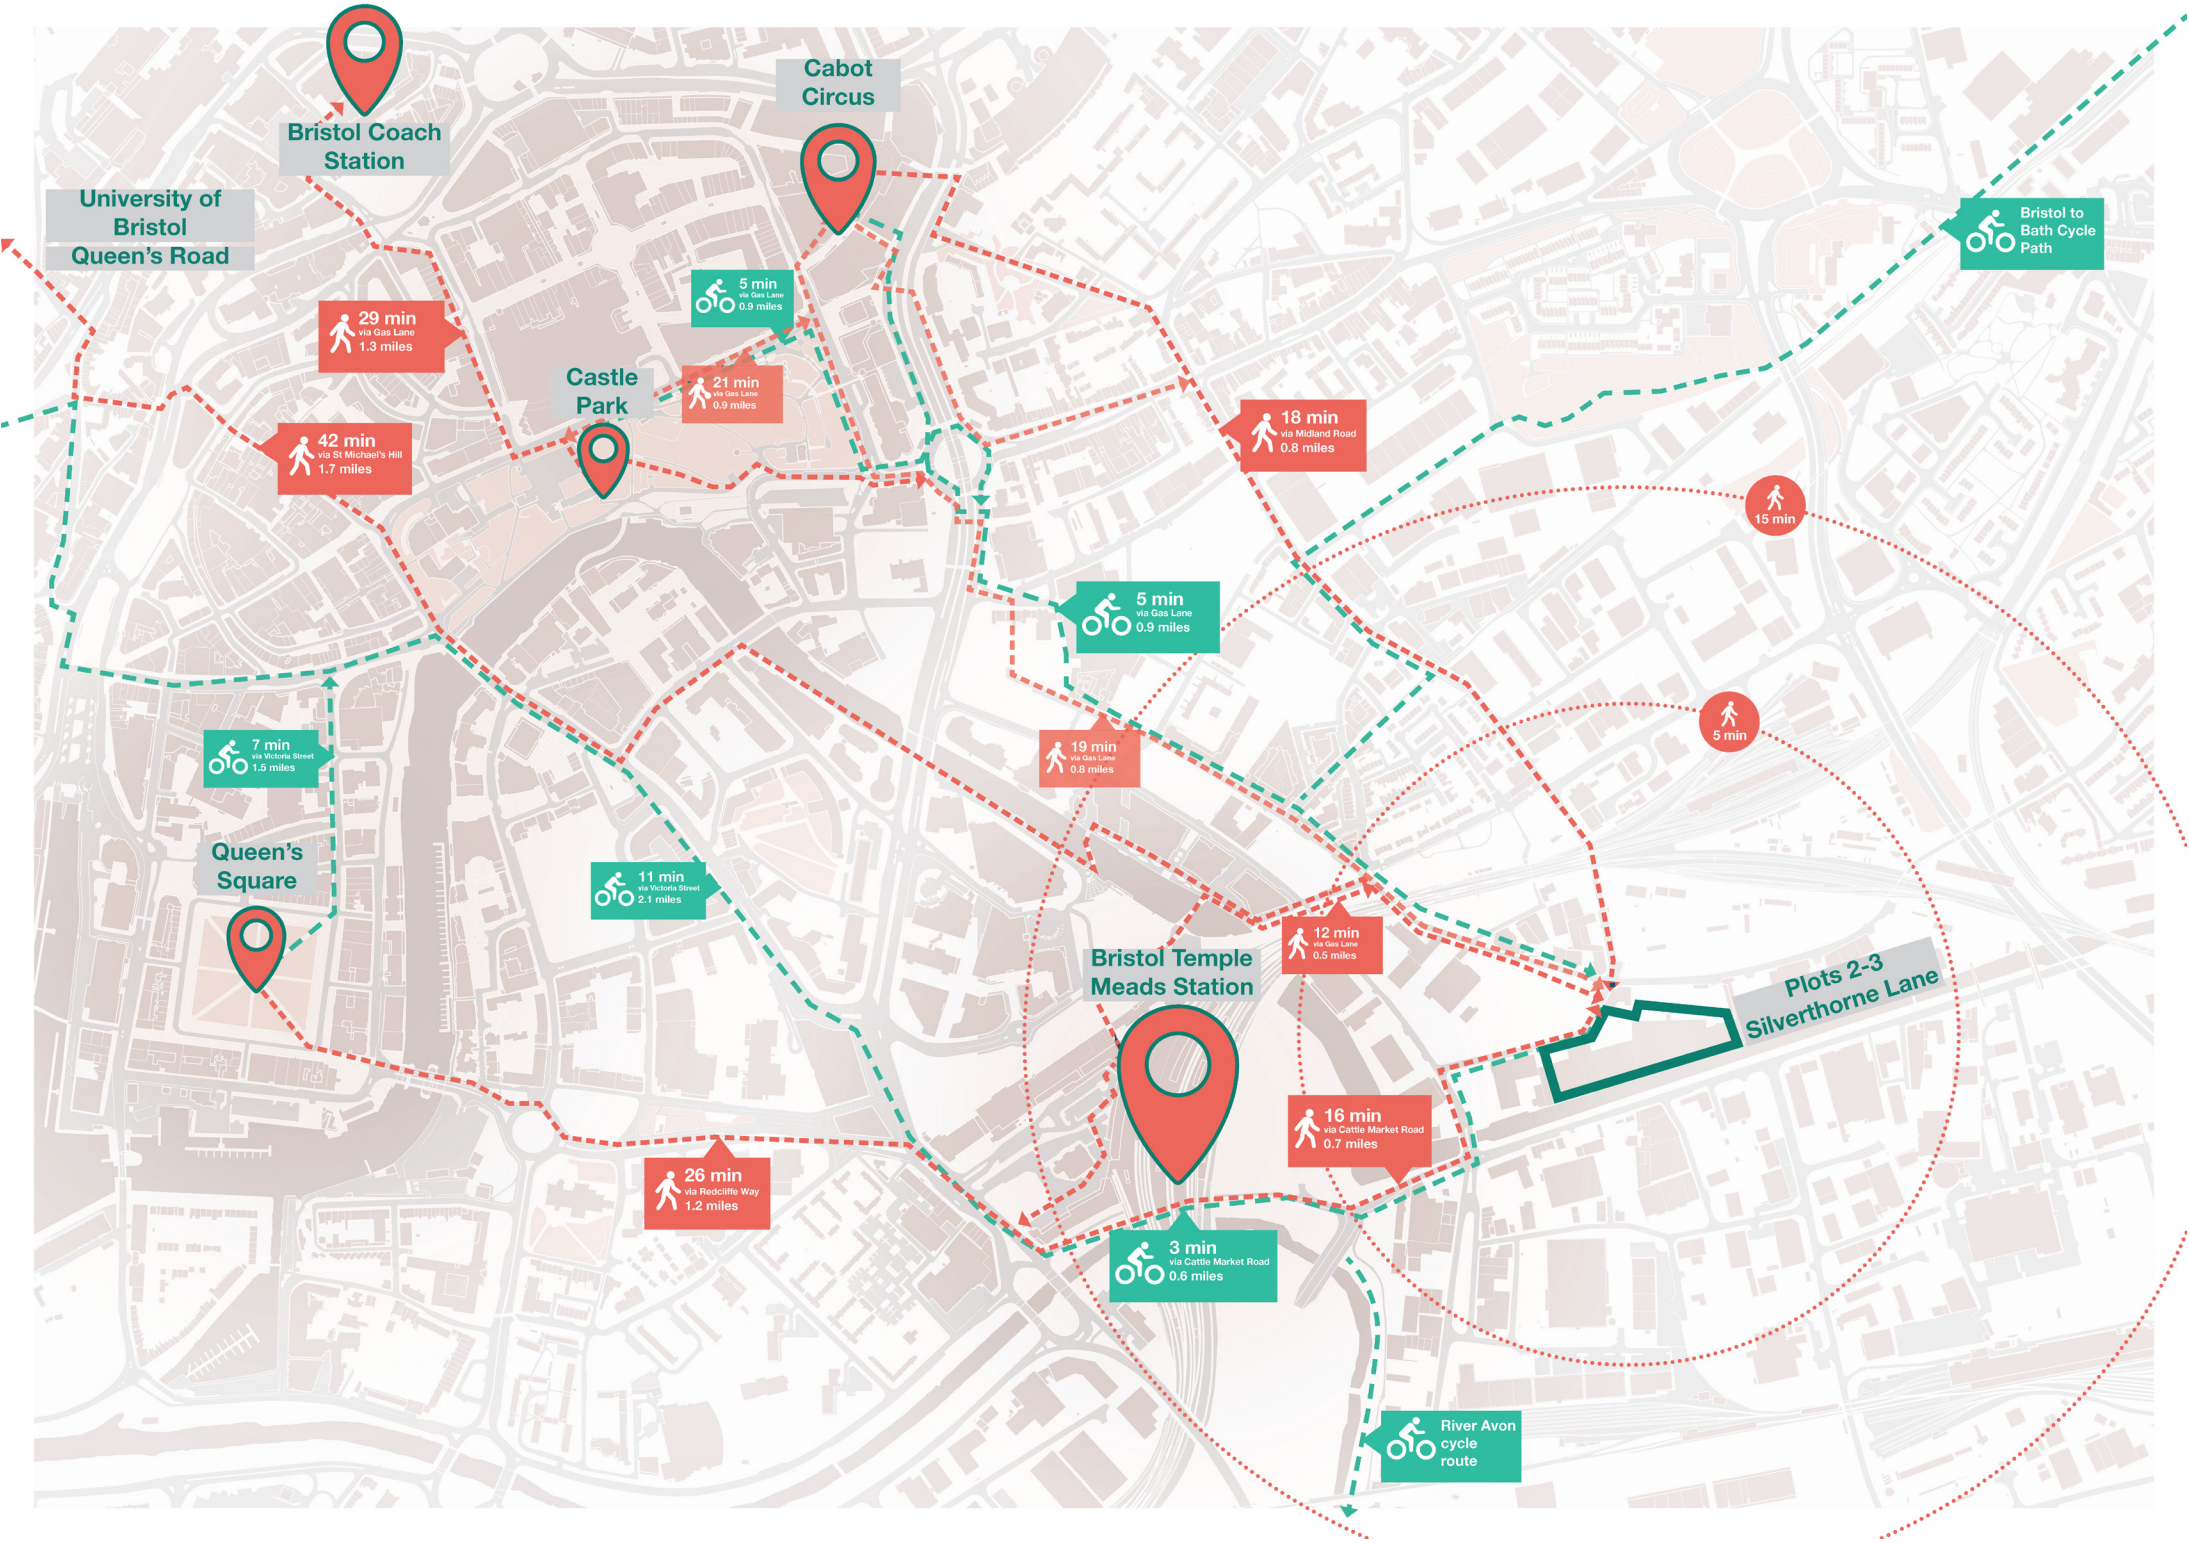 Cabot
Circus
Bristol Coach
Station
University of
Bristol
Queen's Road
Bristol to
Bath Cycle
Path
5 min
via Gas Lane
0.9 miles
29 min
via Gas Lane
1.3 miles
Castle
Park
21 min
via Gas Lane
0.9 miles
18 min
via Midland Road
0.8 miles
42 min
via St Michael's Hill
1.7 miles
15 min
5 min
via Gas Lane
0.9 miles
5 min
7 min
via Victoria Street
1.5 miles
19 min
via Gas Lane
0.8 miles
Queen's
Square
11 min
via Victoria Street
2.1 miles
12 min
via Gas Lane
0.5 miles
Bristol Temple
Meads Station
Plots 2-3
Silverthorne Lane
16 min
via Cattle Market Road
0.7 miles
26 min
via Redcliffe Way
1.2 miles
3 min
via Cattle Market Road
0.6 miles
River Avon
cycle
route